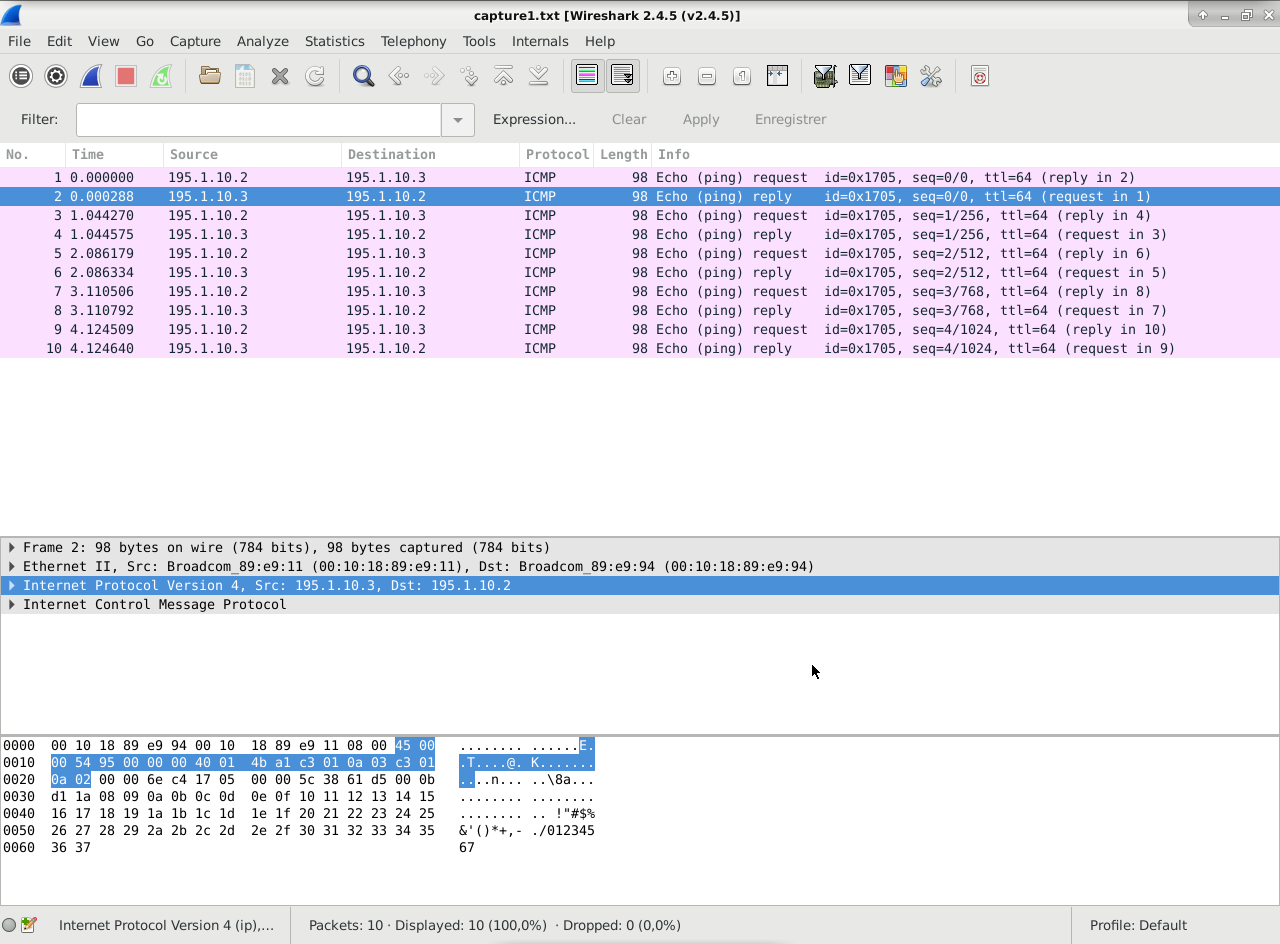 capture1.txt [Wireshark 2.4.5 (v2.4.5)]
File Edit View Go Capture Analyze Statistics Telephony Tools Internals Help
Filter: Expression... Clear Apply Enregistrer
No. Time Source Destination Protocol Length Info
1 0.000000 195.1.10.2 195.1.10.3 ICMP 98 Echo (ping) request id=0x1705, seq=0/0, ttl=64 (reply in 2)
2 0.000288 195.1.10.3 195.1.10.2 ICMP 98 Echo (ping) reply id=0x1705, seq=0/0, ttl=64 (request in 1)
3 1.044270 195.1.10.2 195.1.10.3 ICMP 98 Echo (ping) request id=0x1705, seq=1/256, ttl=64 (reply in 4)
4 1.044575 195.1.10.3 195.1.10.2 ICMP 98 Echo (ping) reply id=0x1705, seq=1/256, ttl=64 (request in 3)
5 2.086179 195.1.10.2 195.1.10.3 ICMP 98 Echo (ping) request id=0x1705, seq=2/512, ttl=64 (reply in 6)
6 2.086334 195.1.10.3 195.1.10.2 ICMP 98 Echo (ping) reply id=0x1705, seq=2/512, ttl=64 (request in 5)
7 3.110506 195.1.10.2 195.1.10.3 ICMP 98 Echo (ping) request id=0x1705, seq=3/768, ttl=64 (reply in 8)
8 3.110792 195.1.10.3 195.1.10.2 ICMP 98 Echo (ping) reply id=0x1705, seq=3/768, ttl=64 (request in 7)
9 4.124509 195.1.10.2 195.1.10.3 ICMP 98 Echo (ping) request id=0x1705, seq=4/1024, ttl=64 (reply in 10)
10 4.124640 195.1.10.3 195.1.10.2 ICMP 98 Echo (ping) reply id=0x1705, seq=4/1024, ttl=64 (request in 9)
Frame 2: 98 bytes on wire (784 bits), 98 bytes captured (784 bits)
Ethernet II, Src: Broadcom_89:e9:11 (00:10:18:89:e9:11), Dst: Broadcom_89:e9:94 (00:10:18:89:e9:94)
Internet Protocol Version 4, Src: 195.1.10.3, Dst: 195.1.10.2
Internet Control Message Protocol
0000 00 10 18 89 e9 94 00 10 18 89 e9 11 08 00 45 00 ........ ......E.
0010 00 54 95 00 00 00 40 01 4b a1 c3 01 0a 03 c3 01 .T....@. K.......
0020 0a 02 00 00 6e c4 17 05 00 00 5c 38 61 d5 00 0b ....n... ..\8a...
0030 d1 1a 08 09 0a 0b 0c 0d 0e 0f 10 11 12 13 14 15 ........ ........
0040 16 17 18 19 1a 1b 1c 1d 1e 1f 20 21 22 23 24 25 ........ .. !"#$%
0050 26 27 28 29 2a 2b 2c 2d 2e 2f 30 31 32 33 34 35 &'()*+,- ./012345
0060 36 37 67
Internet Protocol Version 4 (ip),... Packets: 10 · Displayed: 10 (100,0%) · Dropped: 0 (0,0%) Profile: Default